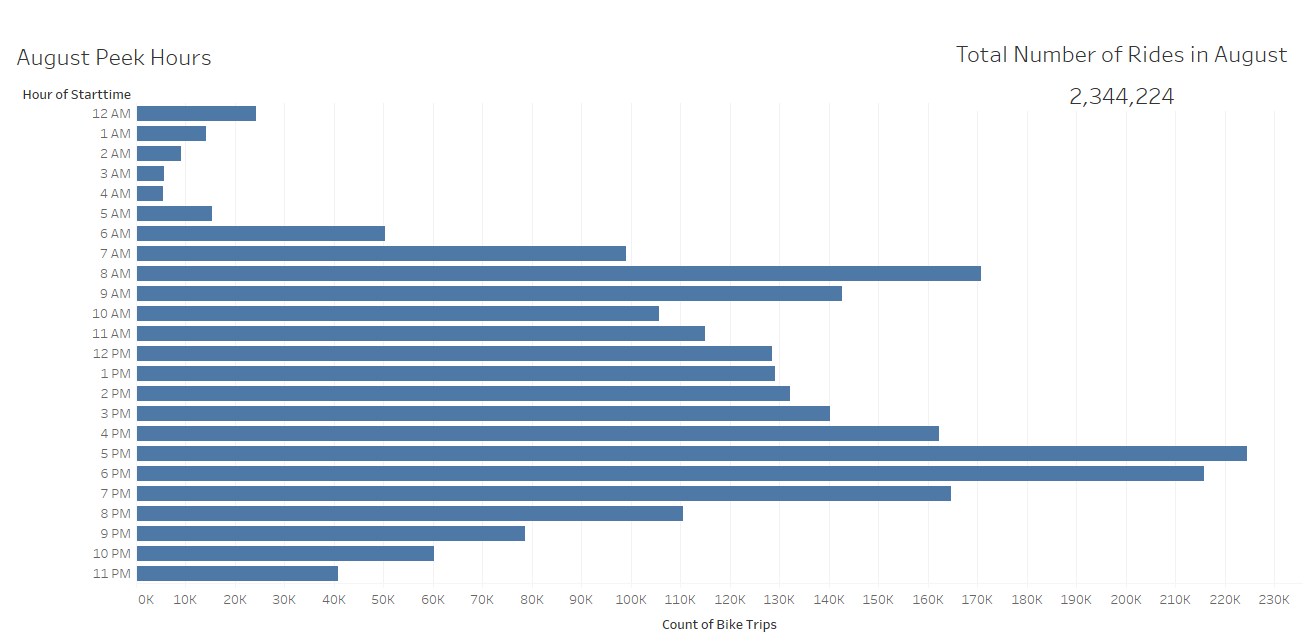 August Peek Hours
Total Number of Rides in August
2,344,224
Hour of Starttime
12 AM
1 AM
2 AM
3 AM
4 AM
5 AM
6 AM
7 AM
8 AM
9 AM
10 AM
11 AM
12 PM
1 PM
2 PM
3 PM
4 PM
5 PM
6 PM
7 PM
8 PM
9 PM
10 PM
11 PM
0K 10K 20K 30K 40K 50K 60K 70K 80K 90K 100K 110K 120K 130K 140K 150K 160K 170K 180K 190K 200K 210K 220K 230K
Count of Bike Trips